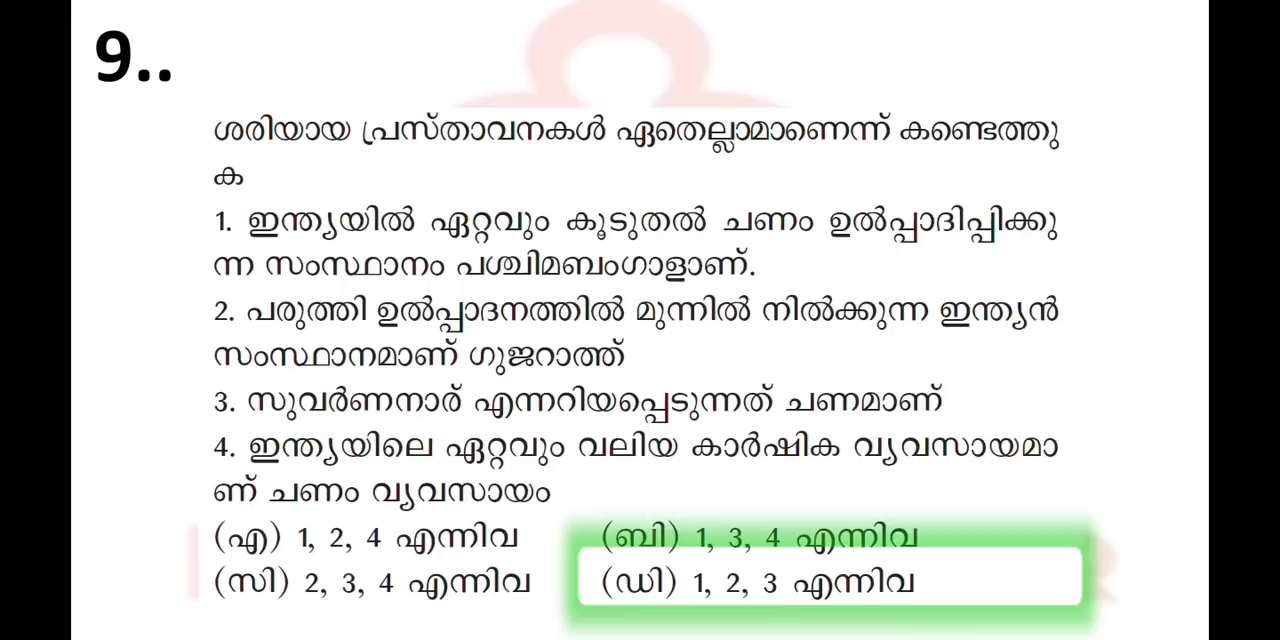 9..
ശരിയായ പ്രസ്താവനകൾ ഏതെല്ലാമാണെന്ന് കണ്ടെത്തു
ക
1. ഇന്ത്യയിൽ ഏറ്റവും കൂടുതൽ ചണം ഉൽപ്പാദിപ്പിക്കു
ന്ന സംസ്ഥാനം പശ്ചിമബംഗാളാണ്.
2. പരുത്തി ഉൽപ്പാദനത്തിൽ മുന്നിൽ നിൽക്കുന്ന ഇന്ത്യൻ
സംസ്ഥാനമാണ് ഗുജറാത്ത്
3. സുവർണനാര് എന്നറിയപ്പെടുന്നത് ചണമാണ്
4. ഇന്ത്യയിലെ ഏറ്റവും വലിയ കാർഷിക വ്യവസായമാ
ണ് ചണം വ്യവസായം
(എ) 1, 2, 4 എന്നിവ (ബി) 1, 3, 4 എന്നിവ
(സി) 2, 3, 4 എന്നിവ (ഡി) 1, 2, 3 എന്നിവ